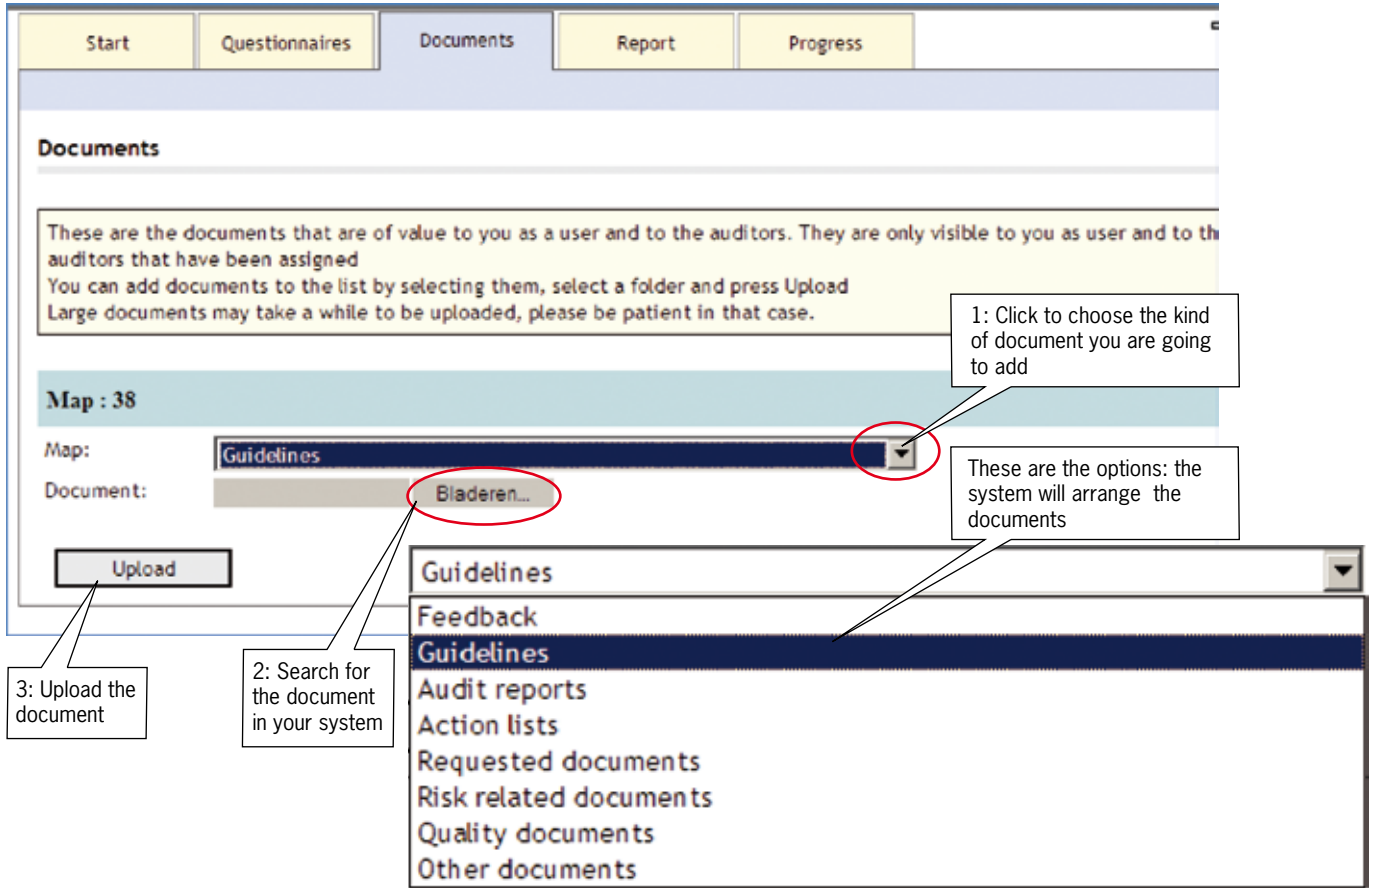 Start Questionnaires Documents Report Progress
Documents
These are the documents that are of value to you as a user and to the auditors. They are only visible to you as user and to
auditors that have been assigned
You can add documents to the list by selecting them, select a folder and press Upload
Large documents may take a while to be uploaded, please be patient in that case.
1: Click to choose the kind
of document you are going
to add
Map : 38
Map: Guidelines
Document: Bladeren...
These are the options: the
system will arrange the
documents
Upload
Guidelines
Feedback
Guidelines
Audit reports
Action lists
Requested documents
Risk related documents
Quality documents
Other documents
2: Search for
the document
in your system
3: Upload the
document